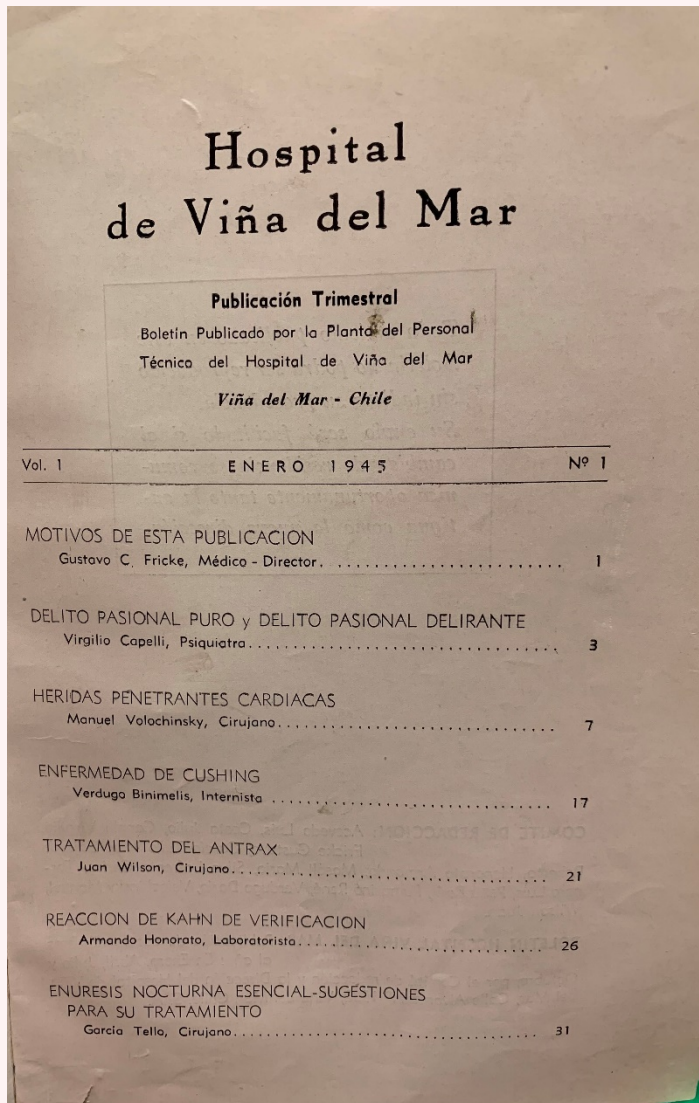 Hospital
de Viña del Mar
Publicación Trimestral
Boletín Publicado por la Planta del Personal
Técnico del Hospital de Viña del Mar
Viña del Mar - Chile
Vol. 1 ENERO 1945 Nº 1
MOTIVOS DE ESTA PUBLICACION
Gustavo C. Fricke, Médico - Director. . . . . . . . . . . . . . . . . . . . . . . . . 1
DELITO PASIONAL PURO y DELITO PASIONAL DELIRANTE
Virgilio Capelli, Psiquiatra. . . . . . . . . . . . . . . . . . . . . . . . . . . . . . . . 3
HERIDAS PENETRANTES CARDIACAS
Manuel Volochinsky, Cirujano. . . . . . . . . . . . . . . . . . . . . . . . . . . . 7
ENFERMEDAD DE CUSHING
Verdugo Binimelis, Internista . . . . . . . . . . . . . . . . . . . . . . . . . . . . 17
TRATAMIENTO DEL ANTRAX
Juan Wilson, Cirujano. . . . . . . . . . . . . . . . . . . . . . . . . . . . . . . . 21
REACCION DE KAHN DE VERIFICACION
Armando Honorato, Laboratorista. . . . . . . . . . . . . . . . . . . . . . . . . 26
ENURESIS NOCTURNA ESENCIAL-SUGESTIONES
PARA SU TRATAMIENTO
García Tello, Cirujano. . . . . . . . . . . . . . . . . . . . . . . . . . . . . . . 31